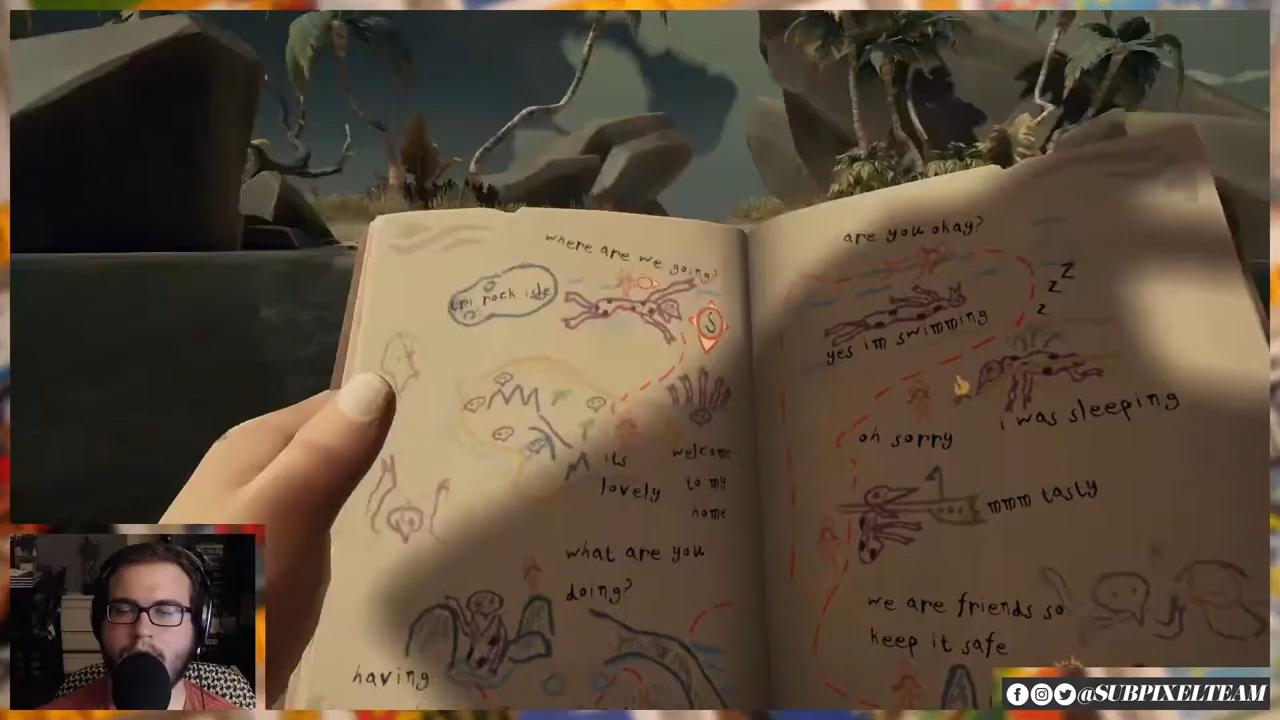 where are we going?
tri rock isle
S
its
lovely
welcome
to my
home
what are you
doing?
having
are you okay?
z
z
z
yes im swimming
i was sleeping
oh sorry
mmm tasty
we are friends so
keep it safe
@SUBPIXELTEAM